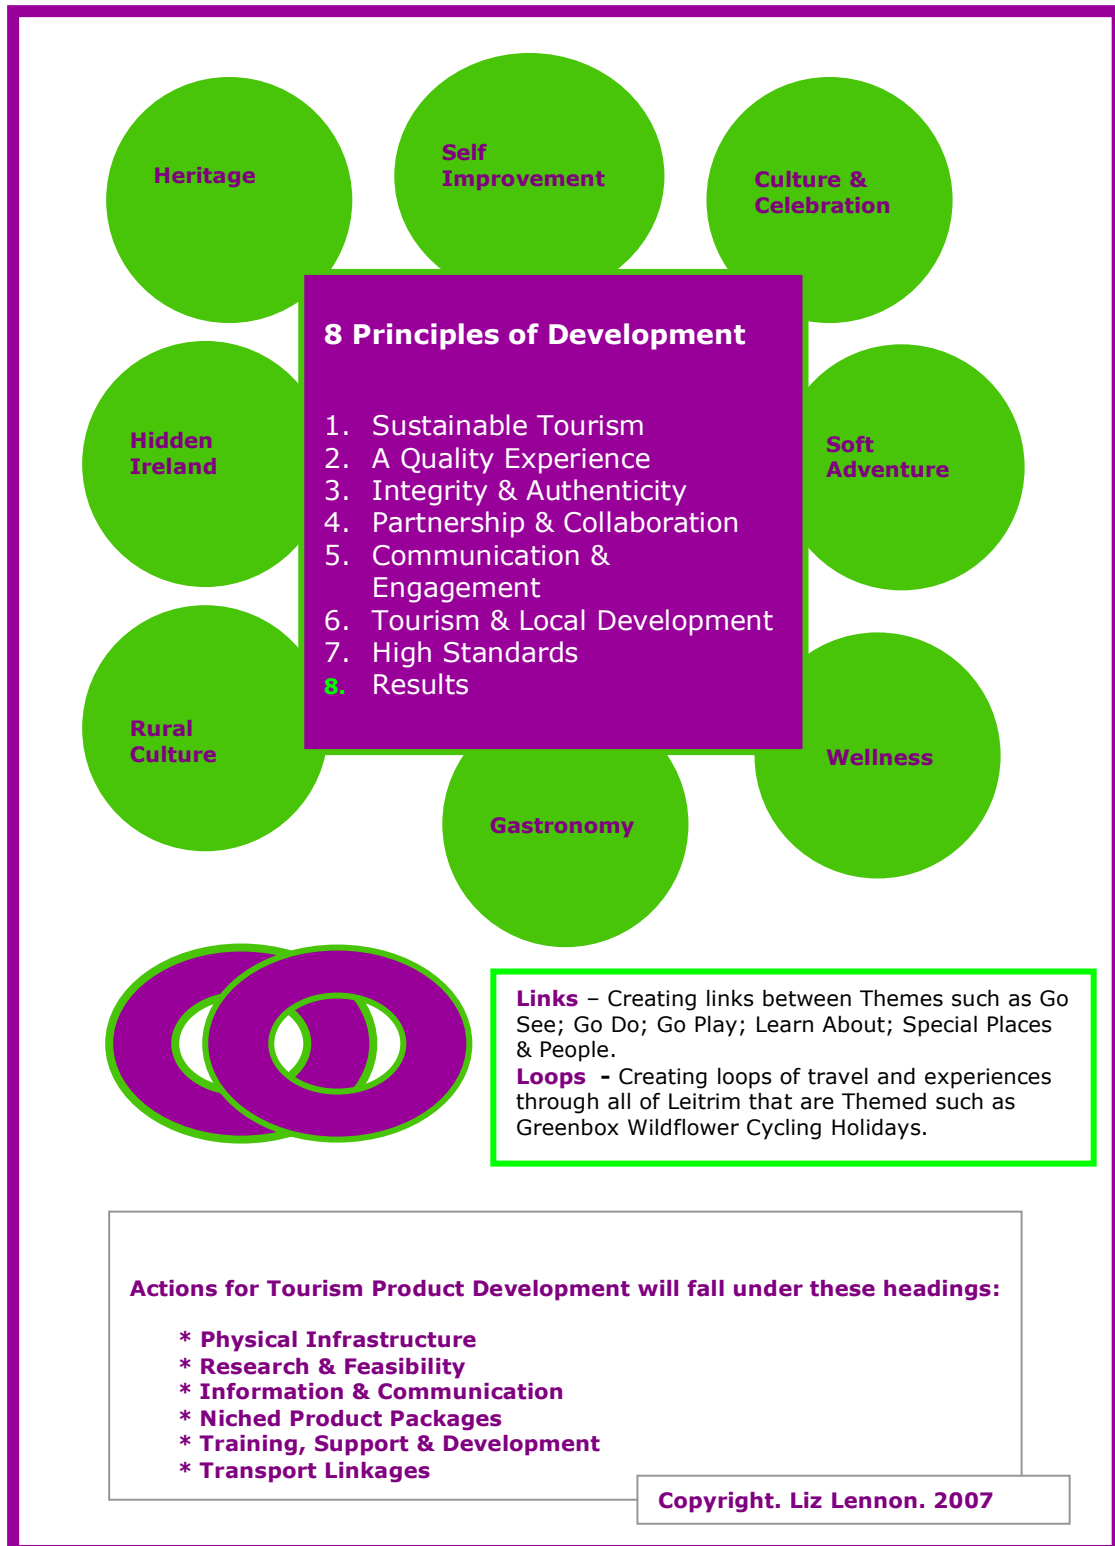 Heritage
Self
Improvement
Culture &
Celebration
8 Principles of Development
1. Sustainable Tourism
2. A Quality Experience
3. Integrity & Authenticity
4. Partnership & Collaboration
5. Communication &
Engagement
6. Tourism & Local Development
7. High Standards
8. Results
Hidden
Ireland
Soft
Adventure
Rural
Culture
Wellness
Gastronomy
Links – Creating links between Themes such as Go
See; Go Do; Go Play; Learn About; Special Places
& People.
Loops - Creating loops of travel and experiences
through all of Leitrim that are Themed such as
Greenbox Wildflower Cycling Holidays.
Actions for Tourism Product Development will fall under these headings:
* Physical Infrastructure
* Research & Feasibility
* Information & Communication
* Niched Product Packages
* Training, Support & Development
* Transport Linkages
Copyright. Liz Lennon. 2007